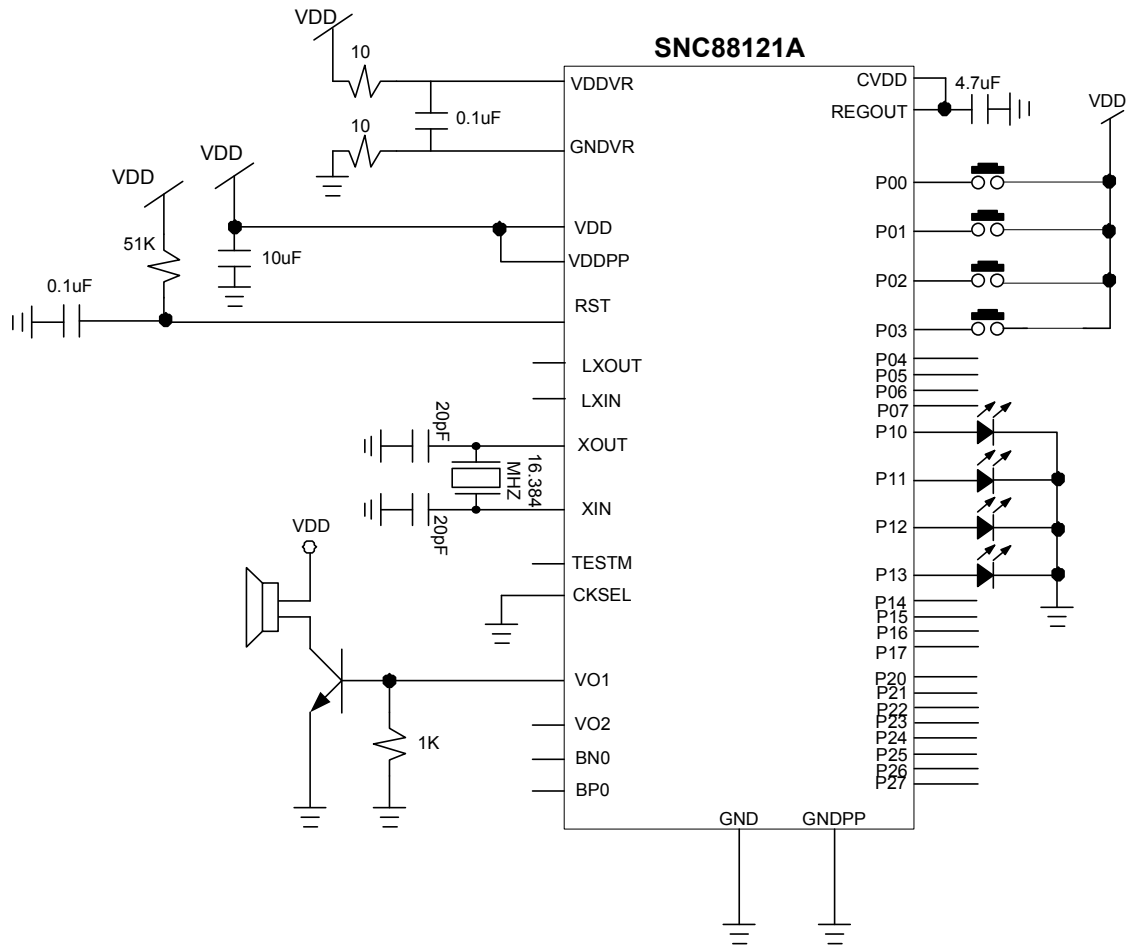 SNC88121A
VDD
10
VDDVR
0.1uF
10
GNDVR
VDD
VDD
VDD
51K
10uF
VDDPP
0.1uF
RST
LXOUT
LXIN
20pF
XOUT
16.384
MHZ
XIN
20pF
VDD
TESTM
CKSEL
VO1
VO2
1K
BN0
BP0
GND
GNDPP
CVDD
4.7uF
REGOUT
VDD
P00
P01
P02
P03
P04
P05
P06
P07
P10
P11
P12
P13
P14
P15
P16
P17
P20
P21
P22
P23
P24
P25
P26
P27